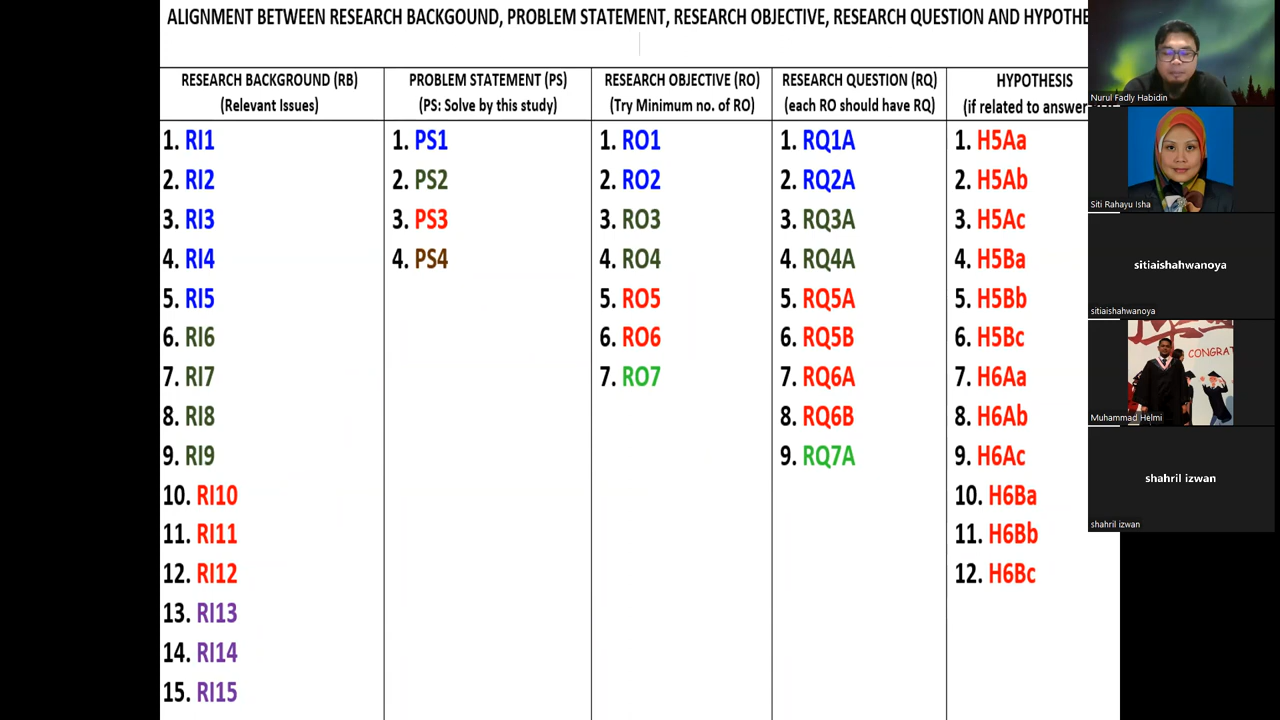 ALIGNMENT BETWEEN RESEARCH BACKGOUND, PROBLEM STATEMENT, RESEARCH OBJECTIVE, RESEARCH QUESTION AND HYPOTHE
RESEARCH BACKGROUND (RB)
(Relevant Issues)
1. RI1
2. RI2
3. RI3
4. RI4
5. RI5
6. RI6
7. RI7
8. RI8
9. RI9
10. RI10
11. RI11
12. RI12
13. RI13
14. RI14
15. RI15
PROBLEM STATEMENT (PS)
(PS: Solve by this study)
1. PS1
2. PS2
3. PS3
4. PS4
RESEARCH OBJECTIVE (RO)
(Try Minimum no. of RO)
1. RO1
2. RO2
3. RO3
4. RO4
5. RO5
6. RO6
7. RO7
RESEARCH QUESTION (RQ)
(each RO should have RQ)
1. RQ1A
2. RQ2A
3. RQ3A
4. RQ4A
5. RQ5A
6. RQ5B
7. RQ6A
8. RQ6B
9. RQ7A
HYPOTHESIS
(if related to answer
1. H5Aa
2. H5Ab
3. H5Ac
4. H5Ba
5. H5Bb
6. H5Bc
7. H6Aa
8. H6Ab
9. H6Ac
10. H6Ba
11. H6Bb
12. H6Bc
Nurul Fadly Habidin
Siti Rahayu Isha
sitiaishahwanoya
sitiaishahwanoya
CONGRAT
Muhammad Helmi
shahril izwan
shahril izwan